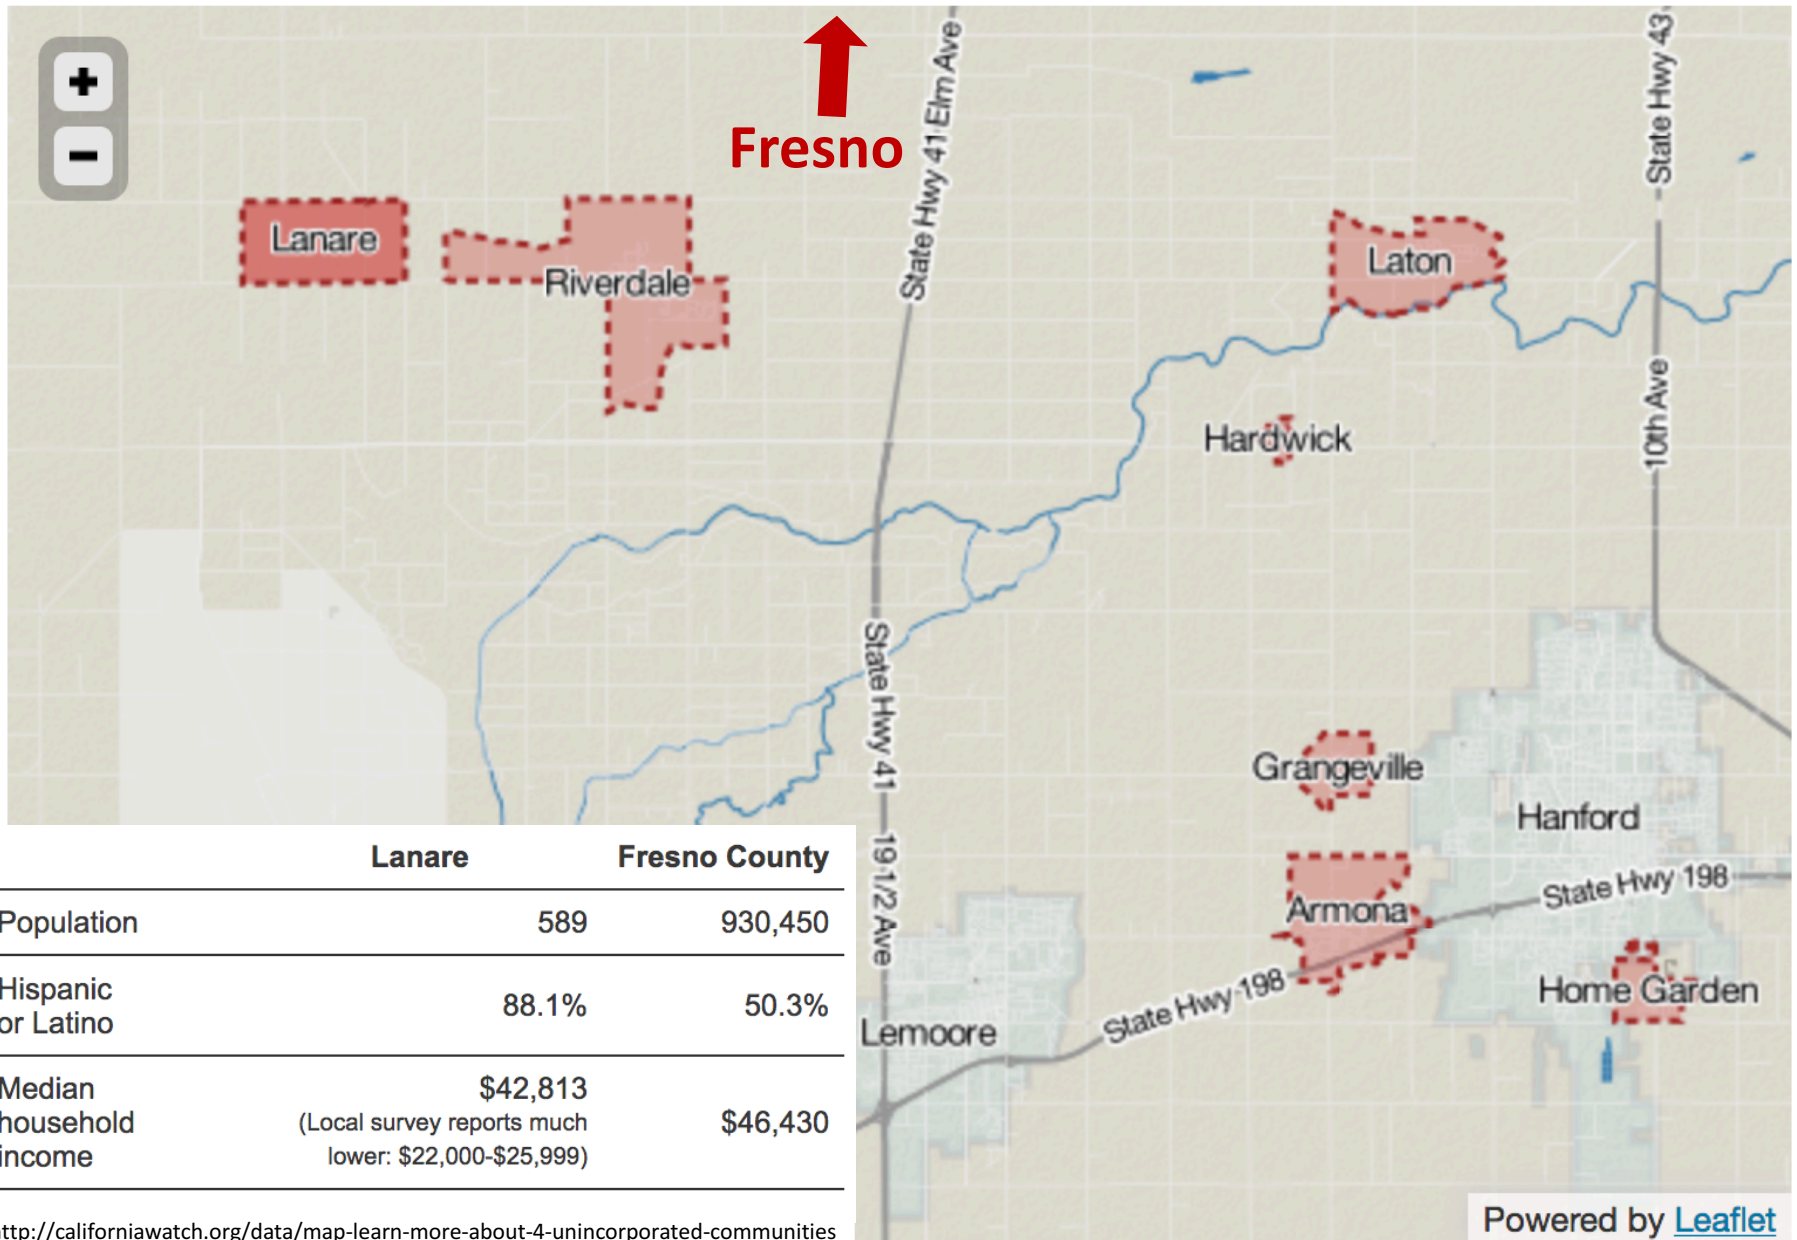 +
−
Fresno
State Hwy 41 Elm Ave
State Hwy 43
Lanare
Riverdale
Laton
Hardwick
10th Ave
State Hwy 41
19 1/2 Ave
Grangeville
Hanford
State Hwy 198
Armona
Home Garden
State Hwy 198
Lemoore
Lanare Fresno County
Population 589 930,450
Hispanic
or Latino 88.1% 50.3%
Median $42,813
household (Local survey reports much $46,430
income lower: $22,000-$25,999)
ttp://californiawatch.org/data/map-learn-more-about-4-unincorporated-communities
Powered by Leaflet